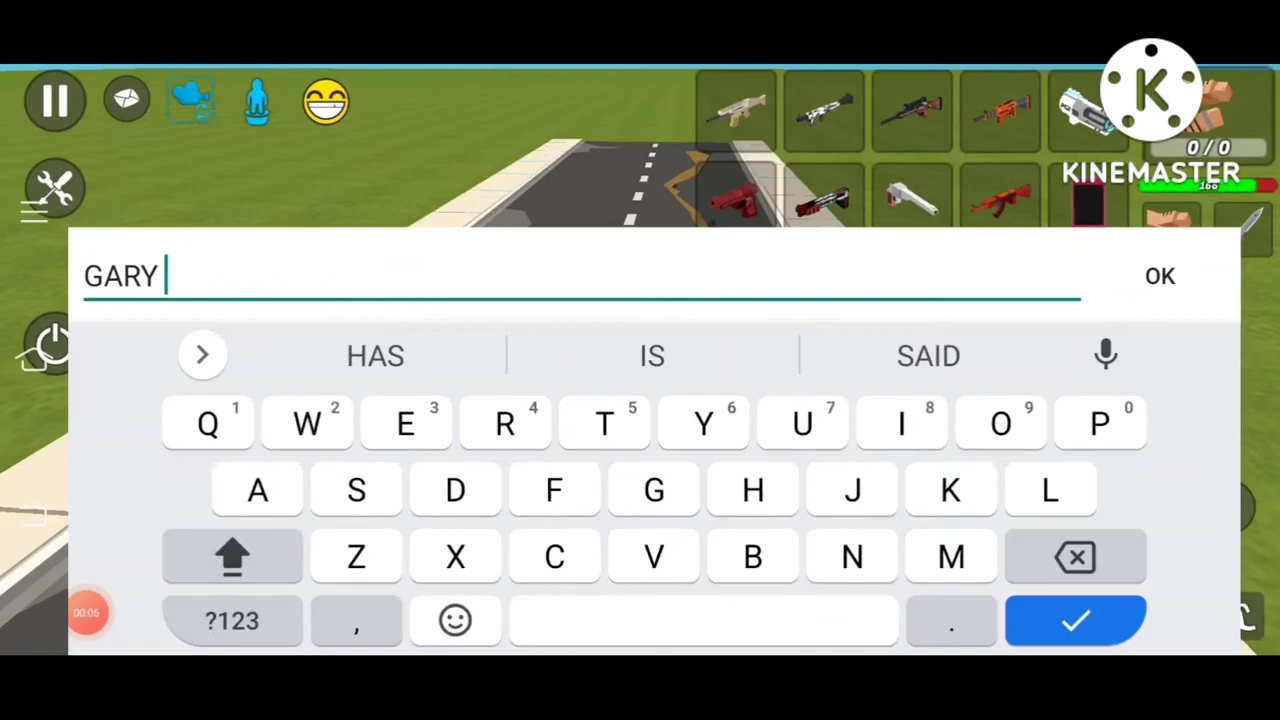 K
KINEMASTER
0 / 0
160
GARY
OK
HAS IS SAID
Q 1 W 2 E 3 R 4 T 5 Y 6 U 7 I 8 O 9 P 0
A S D F G H J K L
Z X C V B N M
?123 , .
00:05